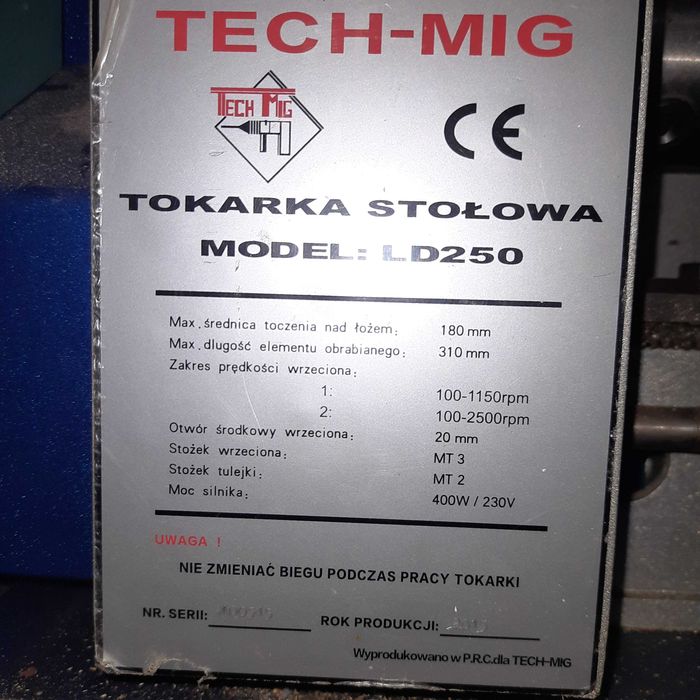 TECH-MIG
TECH MIG
CE
TOKARKA STOŁOWA
MODEL: LD250
Max. średnica toczenia nad łożem: 180 mm
Max. dlugość elementu obrabianego: 310 mm
Zakres prędkości wrzeciona:
1: 100-1150rpm
2: 100-2500rpm
Otwór środkowy wrzeciona: 20 mm
Stożek wrzeciona: MT 3
Stożek tulejki: MT 2
Moc silnika: 400W / 230V
UWAGA !
NIE ZMIENIAĆ BIEGU PODCZAS PRACY TOKARKI
NR. SERII: ROK PRODUKCJI:
Wyprodukowano w P.R.C.dla TECH-MIG